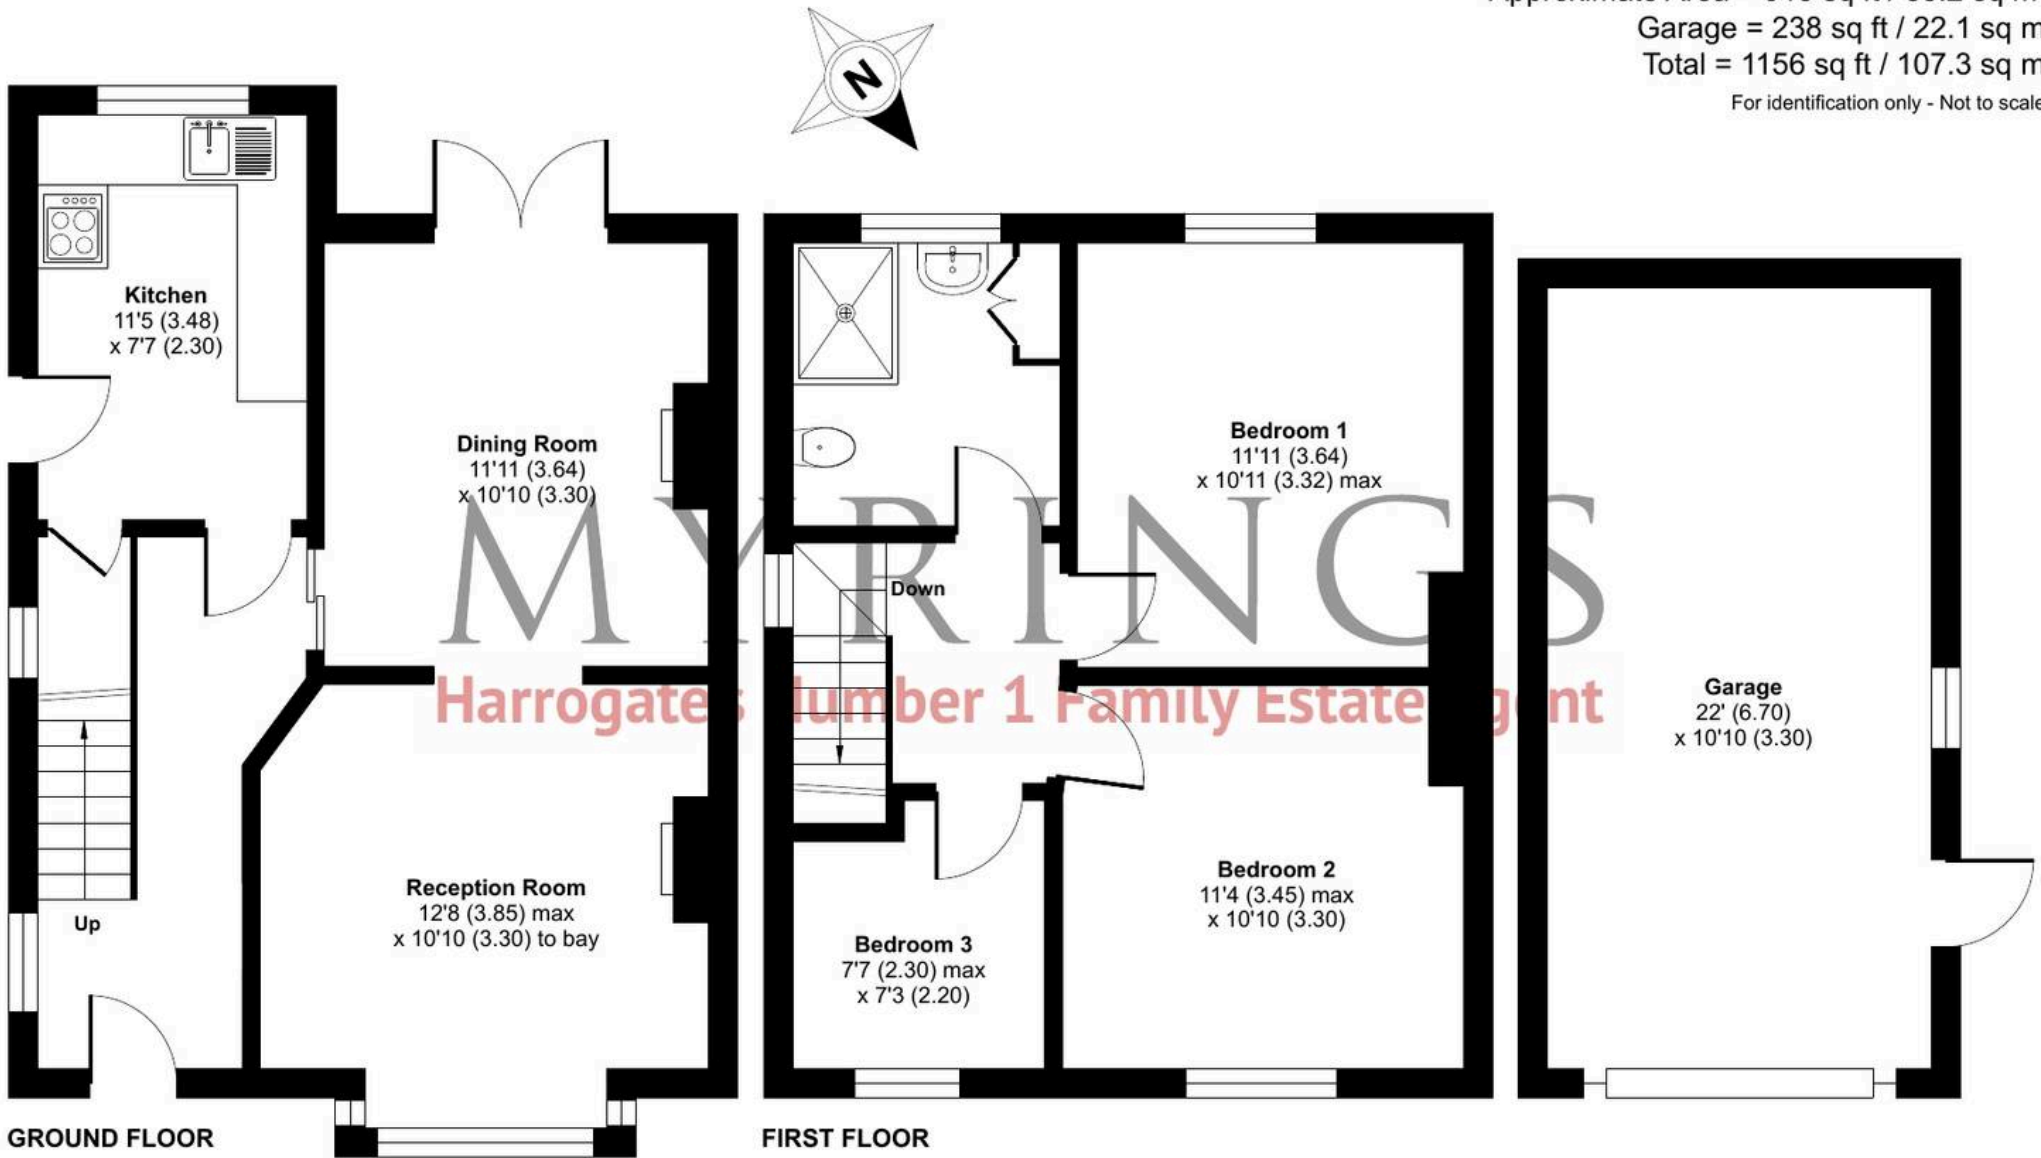 Garage = 238 sq ft / 22.1 sq m
Total = 1156 sq ft / 107.3 sq m
For identification only - Not to scale
N
Kitchen
11'5 (3.48)
x 7'7 (2.30)
Dining Room
11'11 (3.64)
x 10'10 (3.30)
Bedroom 1
11'11 (3.64)
x 10'11 (3.32) max
Down
MYRINGS
Harrogate's Number 1 Family Estate Agent
Garage
22' (6.70)
x 10'10 (3.30)
Reception Room
12'8 (3.85) max
x 10'10 (3.30) to bay
Bedroom 2
11'4 (3.45) max
x 10'10 (3.30)
Up
Bedroom 3
7'7 (2.30) max
x 7'3 (2.20)
GROUND FLOOR
FIRST FLOOR